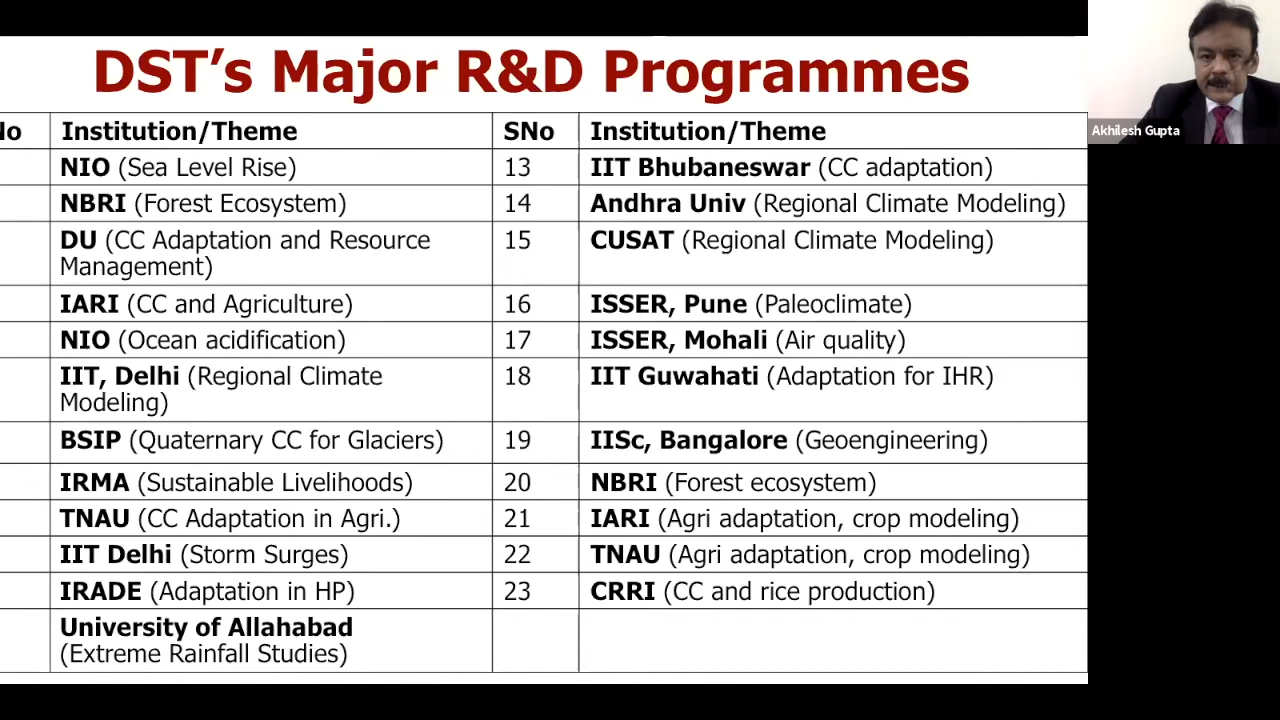 DST's Major R&D Programmes
No Institution/Theme SNo Institution/Theme
NIO (Sea Level Rise) 13 IIT Bhubaneswar (CC adaptation)
NBRI (Forest Ecosystem) 14 Andhra Univ (Regional Climate Modeling)
DU (CC Adaptation and Resource 15 CUSAT (Regional Climate Modeling)
Management)
IARI (CC and Agriculture) 16 ISSER, Pune (Paleoclimate)
NIO (Ocean acidification) 17 ISSER, Mohali (Air quality)
IIT, Delhi (Regional Climate 18 IIT Guwahati (Adaptation for IHR)
Modeling)
BSIP (Quaternary CC for Glaciers) 19 IISc, Bangalore (Geoengineering)
IRMA (Sustainable Livelihoods) 20 NBRI (Forest ecosystem)
TNAU (CC Adaptation in Agri.) 21 IARI (Agri adaptation, crop modeling)
IIT Delhi (Storm Surges) 22 TNAU (Agri adaptation, crop modeling)
IRADE (Adaptation in HP) 23 CRRI (CC and rice production)
University of Allahabad
(Extreme Rainfall Studies)
Akhilesh Gupta